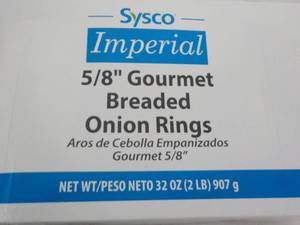 Sysco
Imperial
5/8" Gourmet
Breaded
Onion Rings
Aros de Cebolla Empanizados
Gourmet 5/8"
NET WT/PESO NETO 32 OZ (2 LB) 907 g